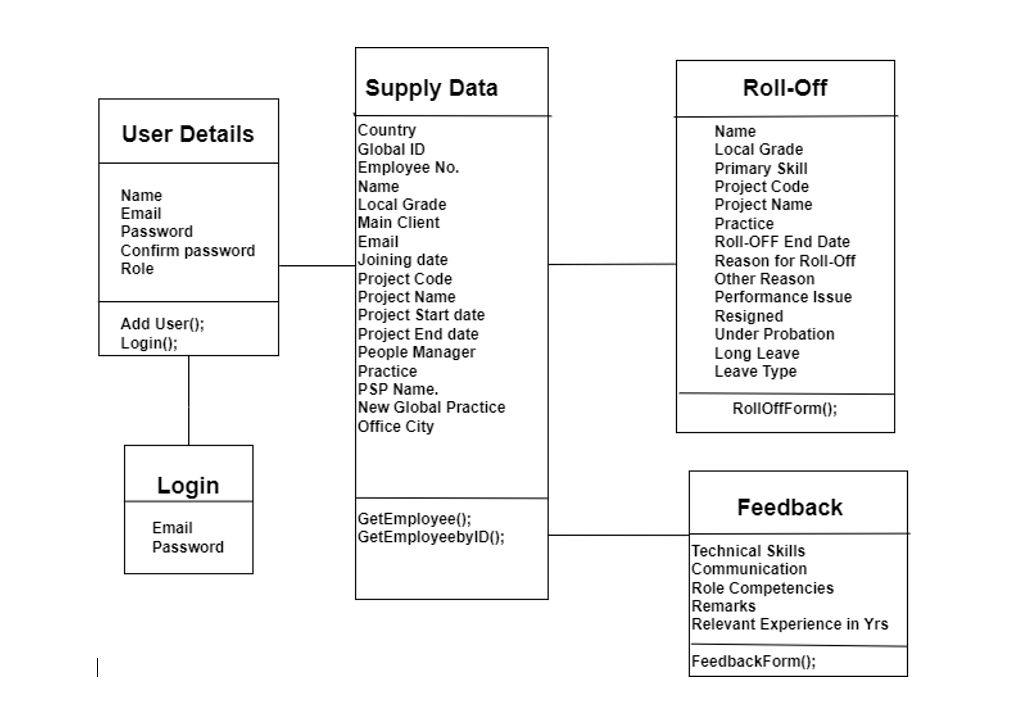 User Details
Name
Email
Password
Confirm password
Role
Add User();
Login();
Login
Email
Password
Supply Data
Country
Global ID
Employee No.
Name
Local Grade
Main Client
Email
Joining date
Project Code
Project Name
Project Start date
Project End date
People Manager
Practice
PSP Name.
New Global Practice
Office City
GetEmployee();
GetEmployeebyID();
Roll-Off
Name
Local Grade
Primary Skill
Project Code
Project Name
Practice
Roll-OFF End Date
Reason for Roll-Off
Other Reason
Performance Issue
Resigned
Under Probation
Long Leave
Leave Type
RollOffForm();
Feedback
Technical Skills
Communication
Role Competencies
Remarks
Relevant Experience in Yrs
FeedbackForm();